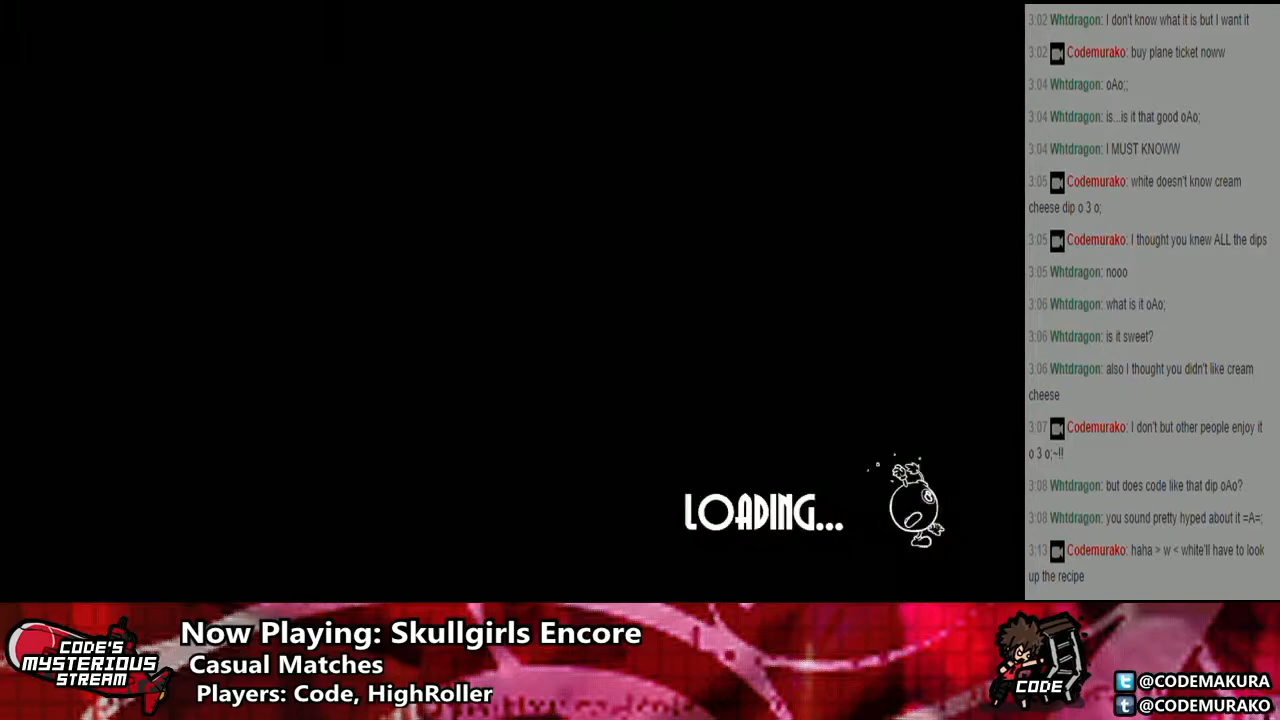 3:02 Whtdragon: I don't know what it is but I want it
3:02 Codemurako: buy plane ticket noww
3:04 Whtdragon: oAo;;
3:04 Whtdragon: is...is it that good oAo;
3:04 Whtdragon: I MUST KNOWW
3:05 Codemurako: white doesn't know cream
cheese dip o 3 o;
3:05 Codemurako: I thought you knew ALL the dips
3:05 Whtdragon: nooo
3:06 Whtdragon: what is it oAo;
3:06 Whtdragon: is it sweet?
3:06 Whtdragon: also I thought you didn't like cream
cheese
3:07 Codemurako: I don't but other people enjoy it
o 3 o;~!!
3:08 Whtdragon: but does code like that dip oAo?
3:08 Whtdragon: you sound pretty hyped about it =A=;
3:13 Codemurako: haha > w < white'll have to look
up the recipe
LOADING...
CODE'S
MYSTERIOUS
STREAM
Now Playing: Skullgirls Encore
Casual Matches
Players: Code, HighRoller
CODE
@CODEMAKURA
@CODEMURAKO